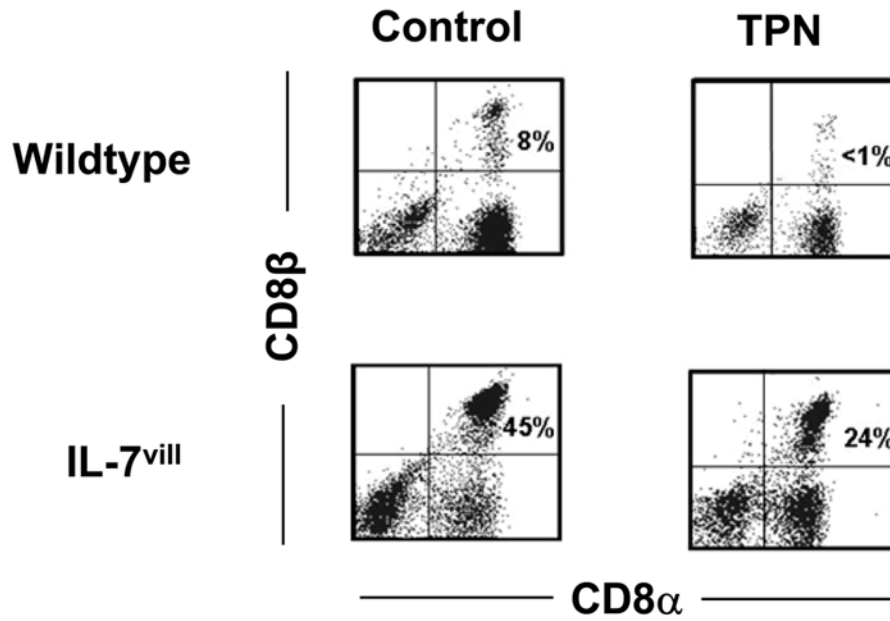 Control TPN
Wildtype
8%
<1%
CD8β
IL-7vill
45%
24%
CD8α